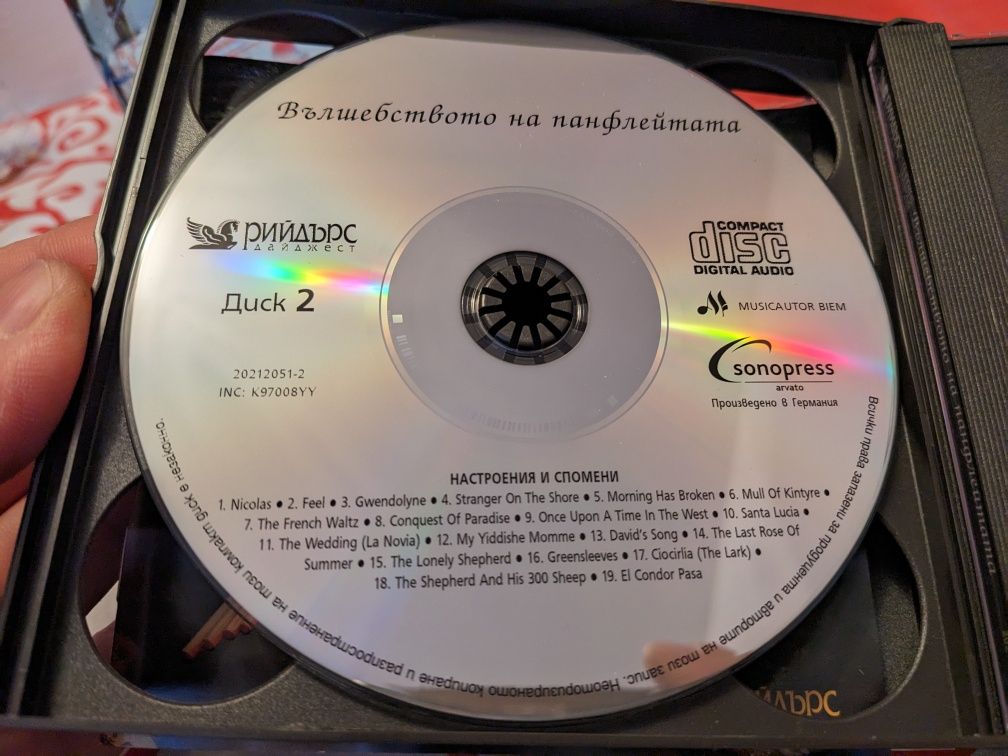 Вълшебството на панфлейтата
РИЙДЪРС
ДАЙДЖЕСТ
Диск 2
20212051-2
INC: K97008YY
COMPACT
disc
DIGITAL AUDIO
MUSICAUTOR BIEM
sonopress
arvato
Произведено в Германия
НАСТРОЕНИЯ И СПОМЕНИ
1. Nicolas • 2. Feel • 3. Gwendolyne • 4. Stranger On The Shore • 5. Morning Has Broken • 6. Mull Of Kintyre •
7. The French Waltz • 8. Conquest Of Paradise • 9. Once Upon A Time In The West • 10. Santa Lucia •
11. The Wedding (La Novia) • 12. My Yiddishe Momme • 13. David's Song • 14. The Last Rose Of
Summer • 15. The Lonely Shepherd • 16. Greensleeves • 17. Ciocirlia (The Lark) •
18. The Shepherd And His 300 Sheep • 19. El Condor Pasa
Всички права запазени за продуцента и авторите на този запис. Неоторизираното копиране и разпространение на този компакт диск е незаконно.
на панфлейтата